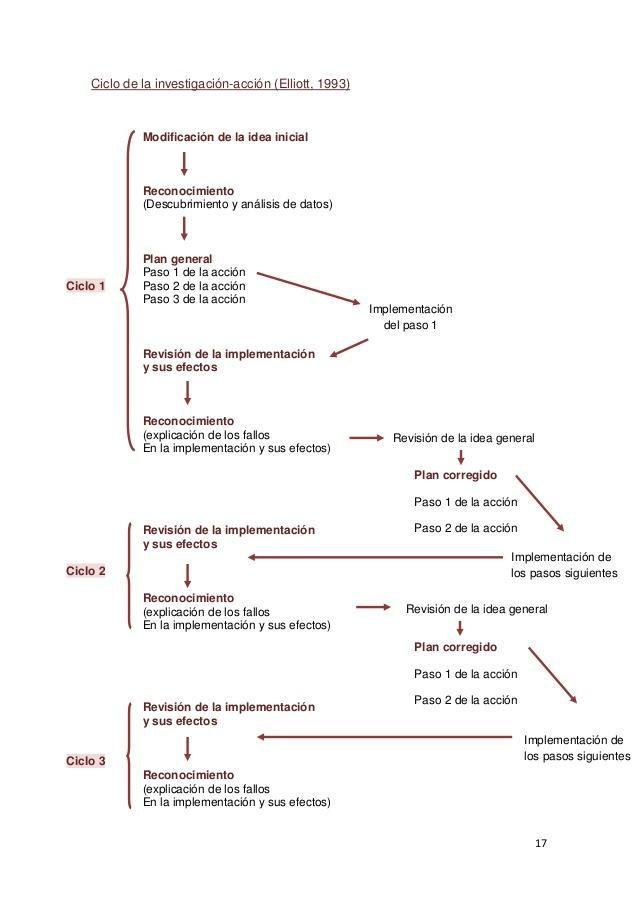 Ciclo de la investigación-acción (Elliott, 1993)
Modificación de la idea inicial
Reconocimiento
(Descubrimiento y análisis de datos)
Plan general
Paso 1 de la acción
Ciclo 1
Paso 2 de la acción
Paso 3 de la acción
Implementación
del paso 1
Revisión de la implementación
y sus efectos
Reconocimiento
(explicación de los fallos
En la implementación y sus efectos)
Revisión de la idea general
Plan corregido
Paso 1 de la acción
Paso 2 de la acción
Revisión de la implementación
y sus efectos
Implementación de
los pasos siguientes
Ciclo 2
Reconocimiento
(explicación de los fallos
En la implementación y sus efectos)
Revisión de la idea general
Plan corregido
Paso 1 de la acción
Paso 2 de la acción
Revisión de la implementación
y sus efectos
Implementación de
los pasos siguientes
Ciclo 3
Reconocimiento
(explicación de los fallos
En la implementación y sus efectos)
17